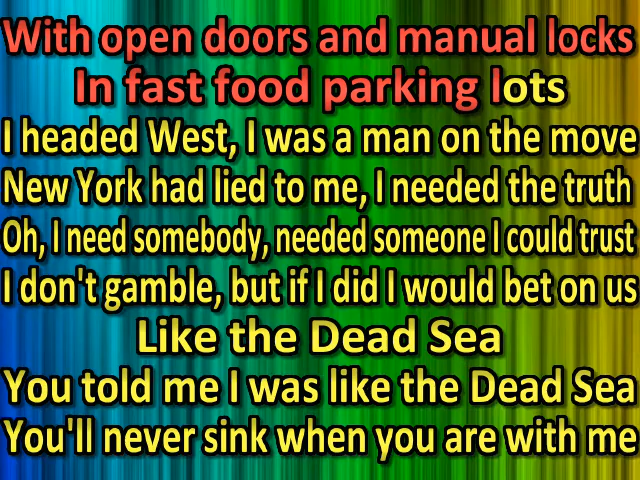 With open doors and manual locks
In fast food parking lots
I headed West, I was a man on the move
New York had lied to me, I needed the truth
Oh, I need somebody, needed someone I could trust
I don't gamble, but if I did I would bet on us
Like the Dead Sea
You told me I was like the Dead Sea
You'll never sink when you are with me